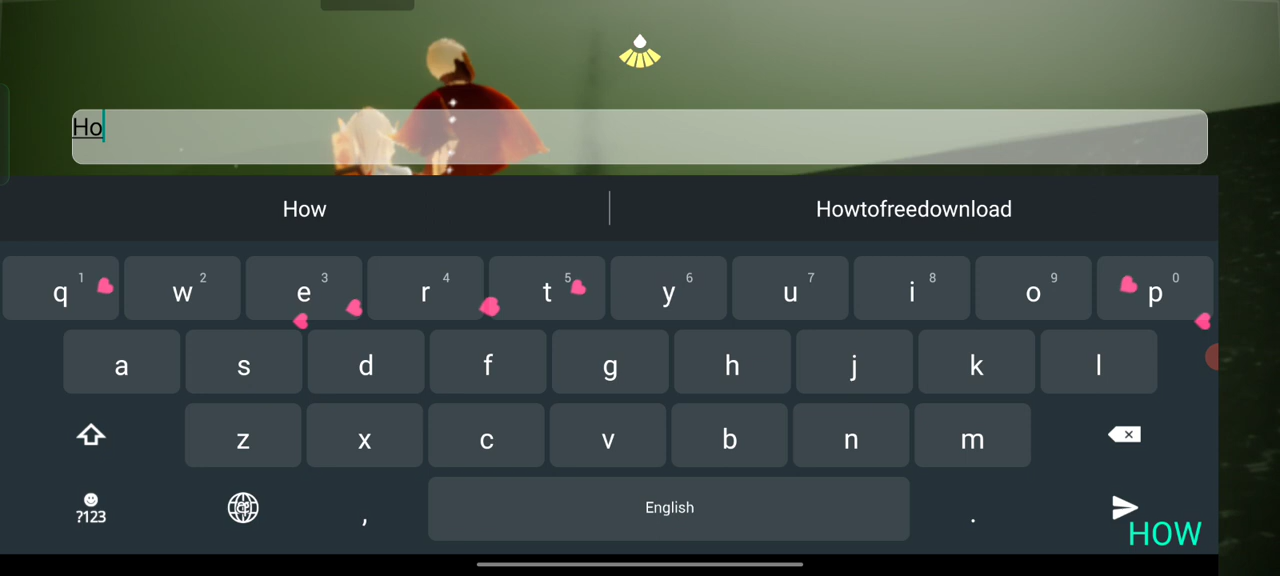 Ho
How Howtofreedownload
q 1 w 2 e 3 r 4 t 5 y 6 u 7 i 8 o 9 p 0
a s d f g h j k l
z x c v b n m
?123 , English .
HOW